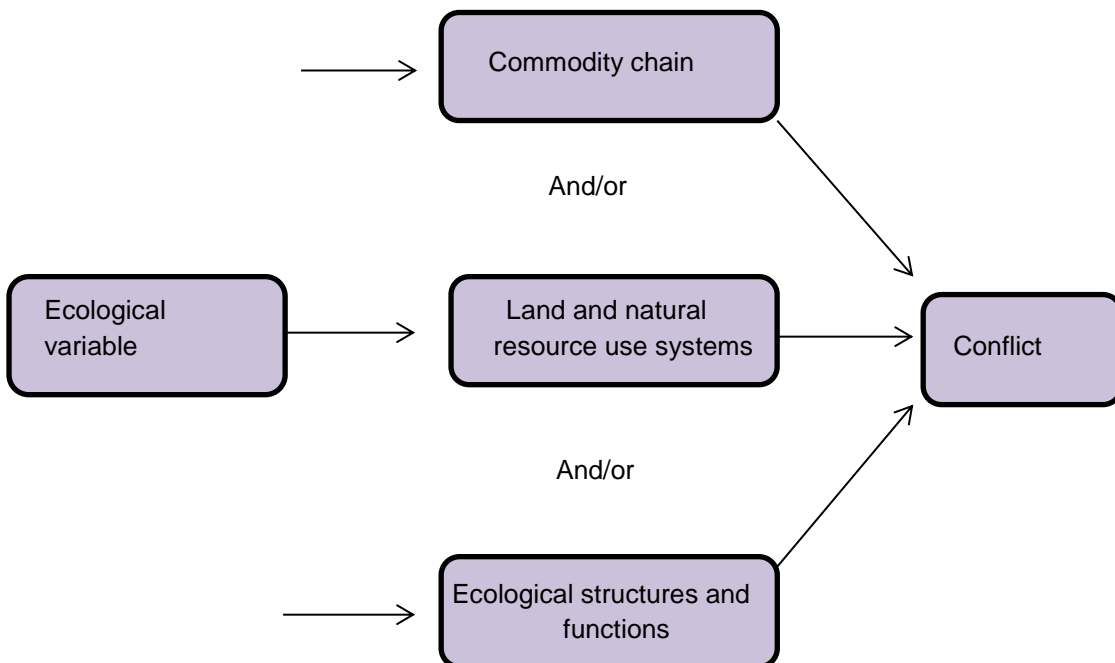 Commodity chain
And/or
Ecological
variable
Land and natural
resource use systems
Conflict
And/or
Ecological structures and
functions